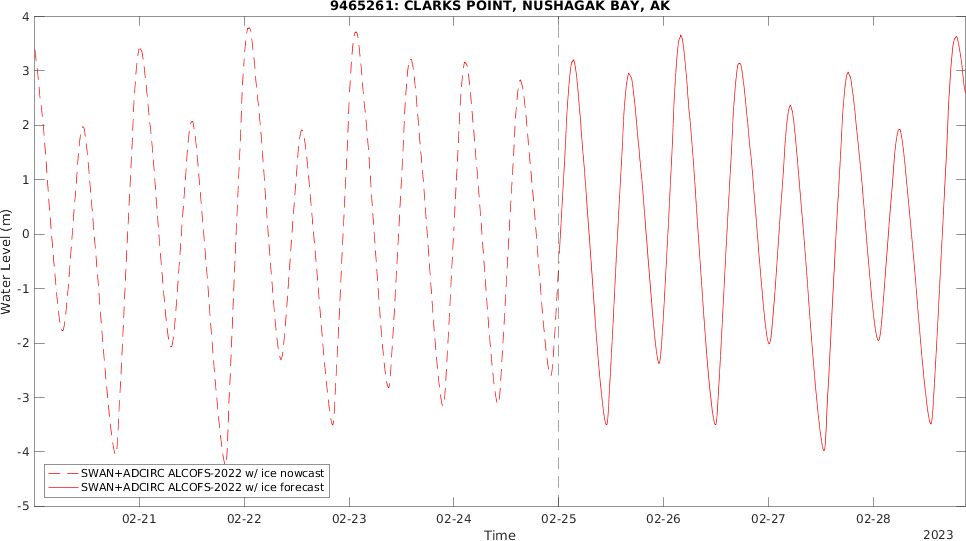 9465261: CLARKS POINT, NUSHAGAK BAY, AK
Water Level (m)
4
3
2
1
0
-1
-2
-3
-4
-5
SWAN+ADCIRC ALCOFS-2022 w/ ice nowcast
SWAN+ADCIRC ALCOFS-2022 w/ ice forecast
02-21 02-22 02-23 02-24 02-25 02-26 02-27 02-28
Time
2023